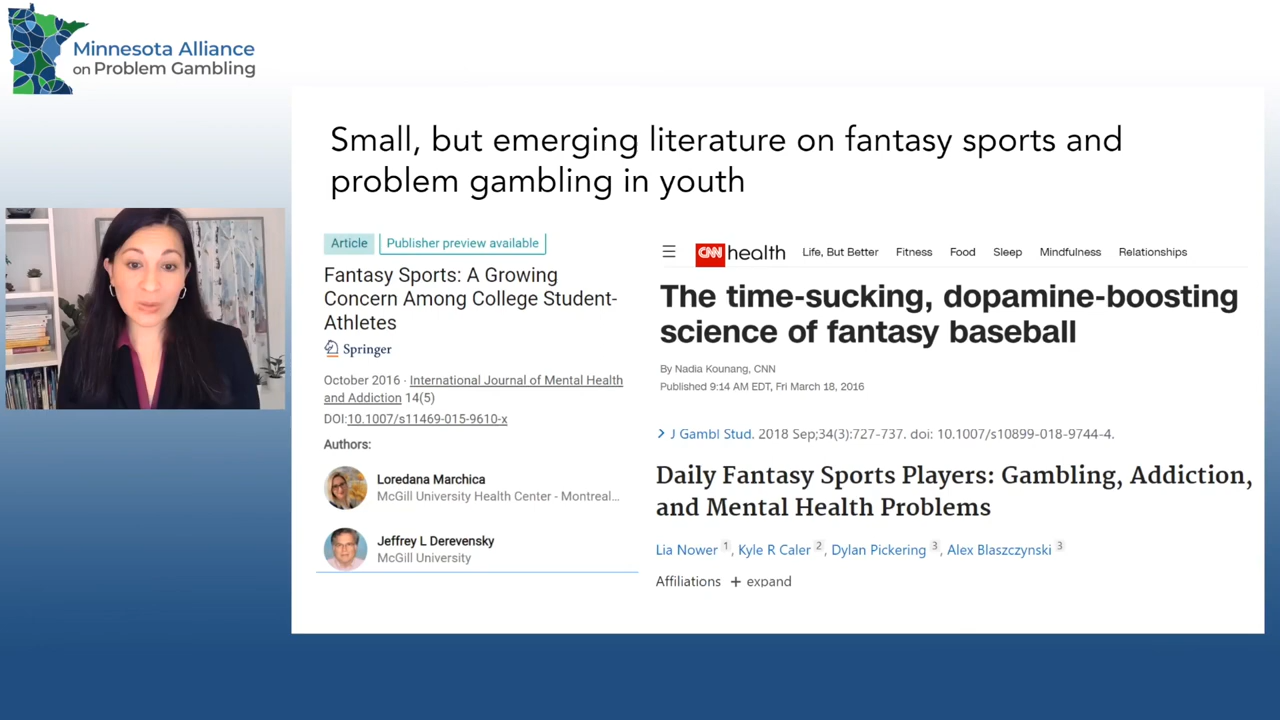 Minnesota Alliance
on Problem Gambling
Small, but emerging literature on fantasy sports and
problem gambling in youth
Article
Publisher preview available
Fantasy Sports: A Growing
Concern Among College Student-
Athletes
Springer
October 2016 · International Journal of Mental Health
and Addiction 14(5)
DOI:10.1007/s11469-015-9610-x
Authors:
Loredana Marchica
McGill University Health Center - Montreal...
Jeffrey L Derevensky
McGill University
CNN health Life, But Better Fitness Food Sleep Mindfulness Relationships
The time-sucking, dopamine-boosting
science of fantasy baseball
By Nadia Kounang, CNN
Published 9:14 AM EDT, Fri March 18, 2016
> J Gambl Stud. 2018 Sep;34(3):727-737. doi: 10.1007/s10899-018-9744-4.
Daily Fantasy Sports Players: Gambling, Addiction,
and Mental Health Problems
Lia Nower 1, Kyle R Caler 2, Dylan Pickering 3, Alex Blaszczynski 3
Affiliations + expand